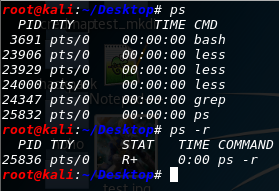 root@kali:~/Desktop# ps
  PID TTY          TIME CMD
 3691 pts/0    00:00:00 bash
23906 pts/0    00:00:00 less
23929 pts/0    00:00:00 less
24000 pts/0    00:00:00 less
24347 pts/0    00:00:00 grep
25832 pts/0    00:00:00 ps
root@kali:~/Desktop# ps -r
  PID TTY      STAT   TIME COMMAND
25836 pts/0    R+     0:00 ps -r
root@kali:~/Desktop#
test.log